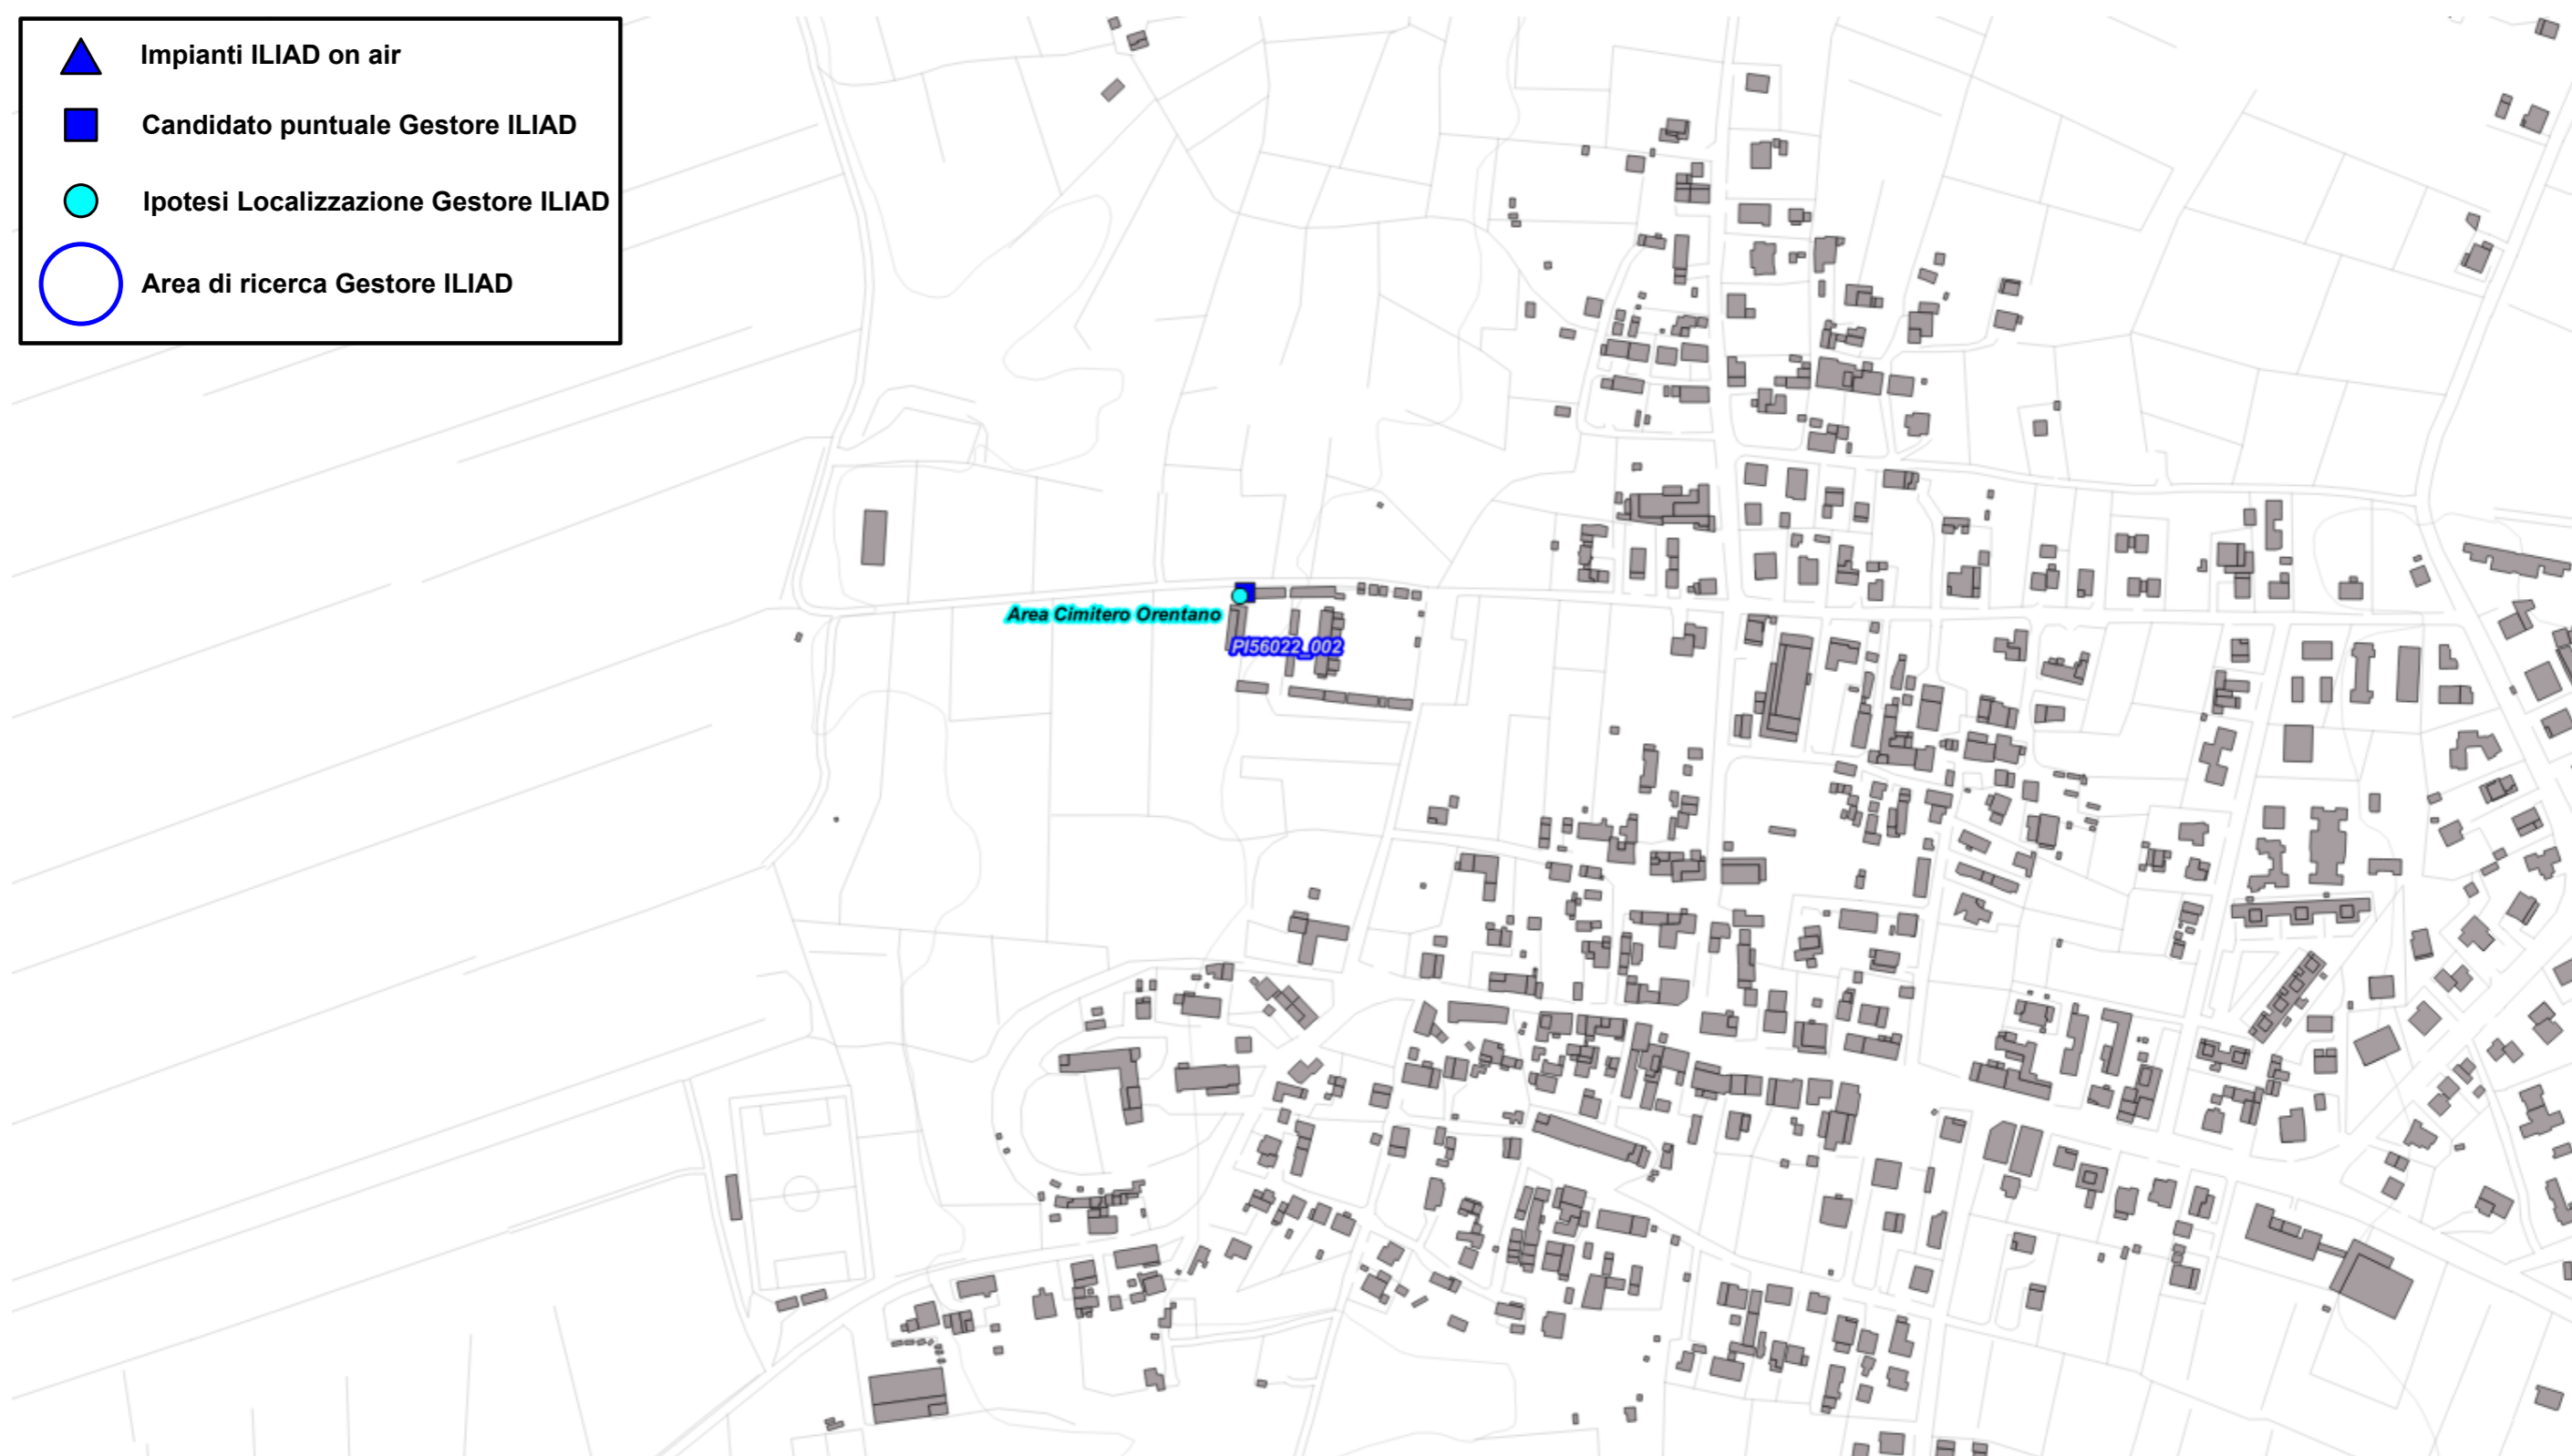 Impianti ILIAD on air
Candidato puntuale Gestore ILIAD
Ipotesi Localizzazione Gestore ILIAD
Area di ricerca Gestore ILIAD
Area Cimitero Orentano
PI56022_002